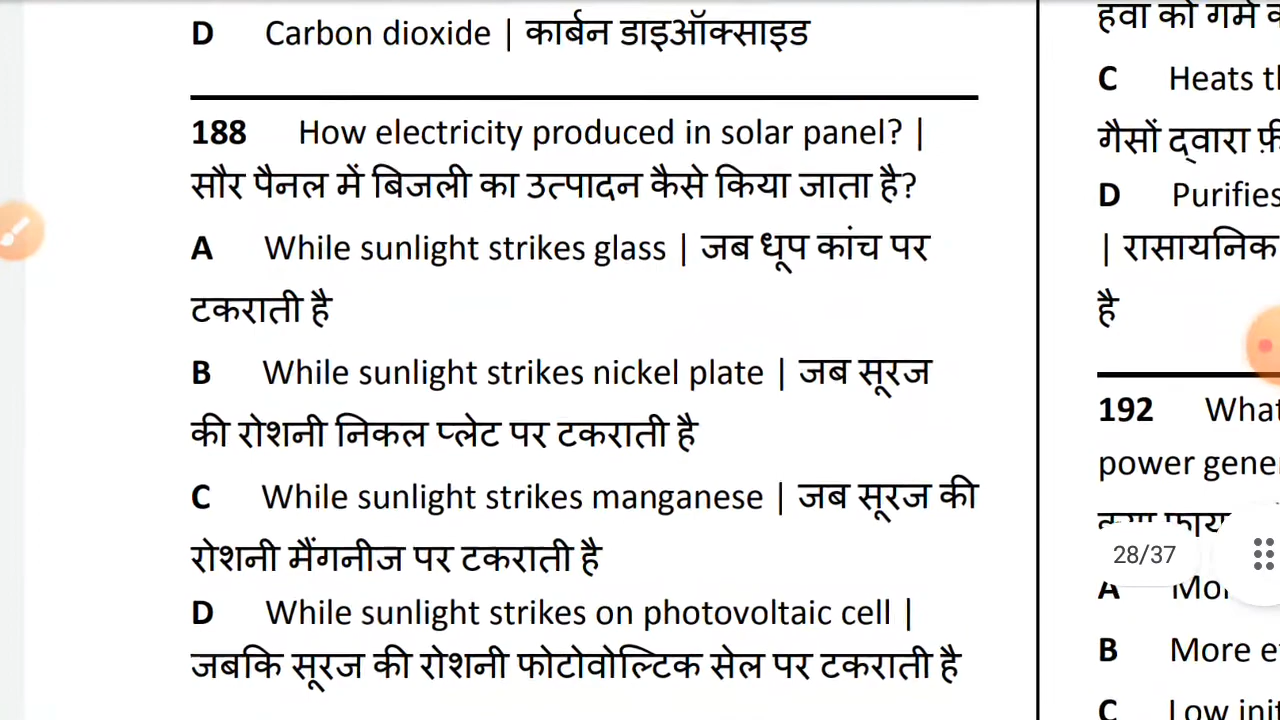 D Carbon dioxide | कार्बन डाइऑक्साइड
188 How electricity produced in solar panel? |
सौर पैनल में बिजली का उत्पादन कैसे किया जाता है?
A While sunlight strikes glass | जब धूप कांच पर
टकराती है
B While sunlight strikes nickel plate | जब सूरज
की रोशनी निकल प्लेट पर टकराती है
C While sunlight strikes manganese | जब सूरज की
रोशनी मैंगनीज पर टकराती है
D While sunlight strikes on photovoltaic cell |
जबकि सूरज की रोशनी फोटोवोल्टिक सेल पर टकराती है
हवा को गर्म
C Heats
गैसों द्वारा
D Purifies
| रासायनिक
है
192 What
power
28/37
A
B More
C Low